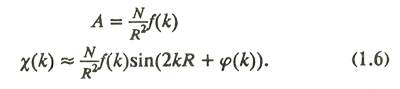 A = N/R² f(k)
χ(k) ≈ N/R² f(k)sin(2kR + φ(k)). (1.6)